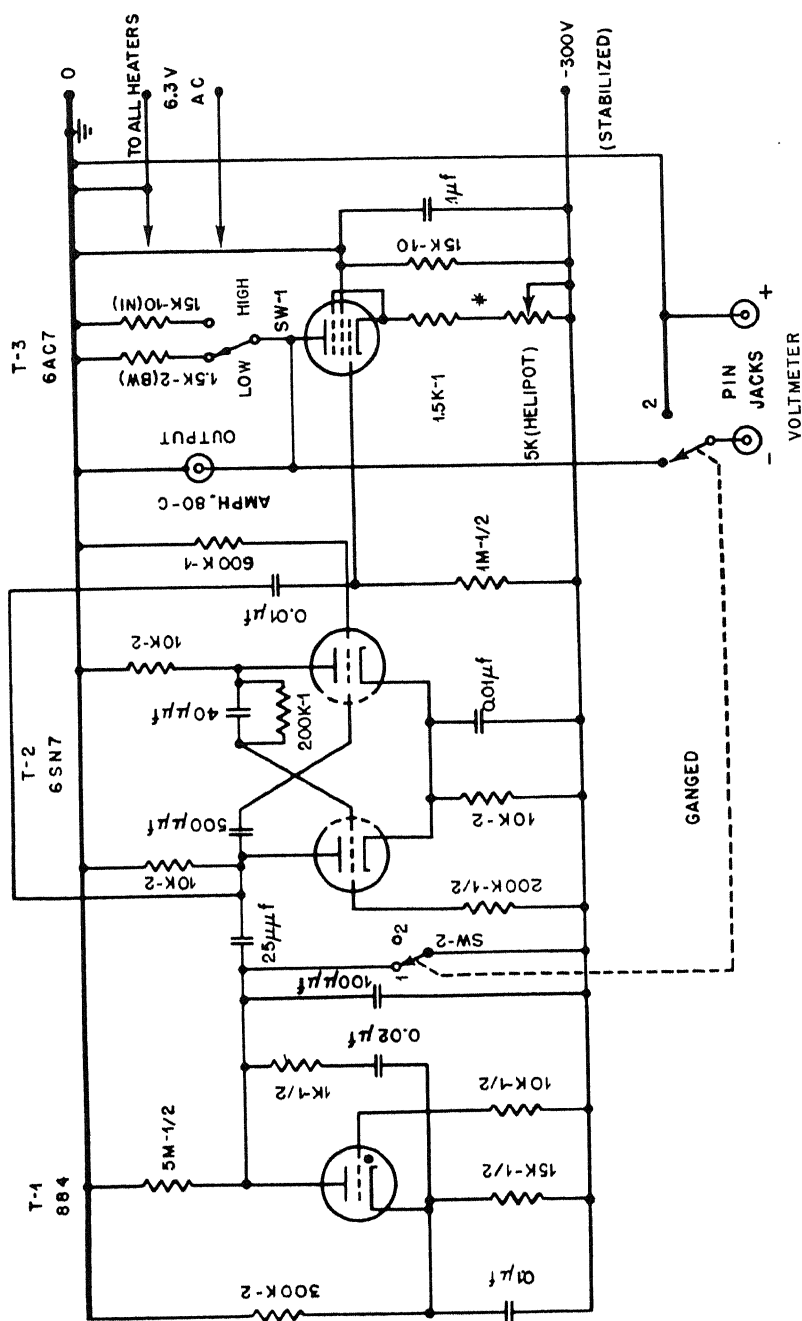 T-1
884
T-2
6SN7
T-3
6AC7
0
TO ALL HEATERS
6.3 V
A C
-300V
(STABILIZED)
300K-2
0.1μf
5M-1/2
1K-1/2
0.02μf
15K-1/2
10K-1/2
100μμf
1
2
SW-2
25μμf
10K-2
500μμf
200K-1/2
10K-2
40μμf
200K-1
10K-2
0.01μf
0.01μf
600K-1
1M-1/2
AMPH. 80-C
OUTPUT
1.5K-2(BW)
15K-10(NI)
LOW
HIGH
SW-1
1.5K-1
*
5K(HELIPOT)
15K-10
1μf
GANGED
2
-
+
PIN
JACKS
VOLTMETER